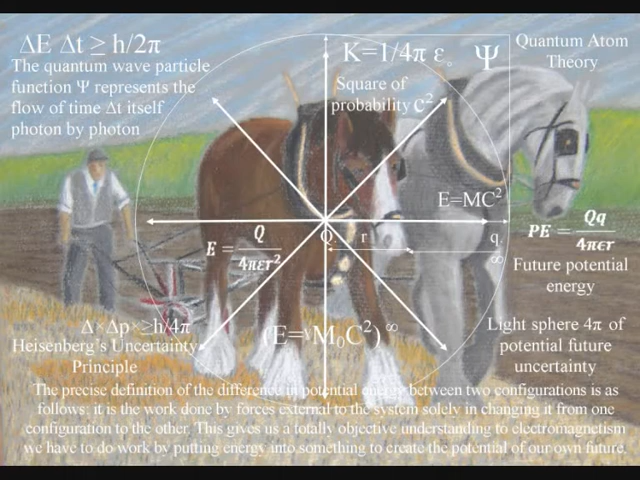 ΔE Δt ≥ h/2π
The quantum wave particle
function Ψ represents the
flow of time Δt itself
photon by photon
K=1/4π ε₀
Ψ
Quantum Atom
Theory
Square of
probability c²
E=MC²
E = Q/4πεr²
Q
r
q
∞
PE = Qq/4πεr
Future potential
energy
Δ×Δp×≥h/4π
Heisenberg's Uncertainty
Principle
(E=ᵞM₀C²)∞
Light sphere 4π of
potential future
uncertainty
The precise definition of the difference in potential energy between two configurations is as
follows: it is the work done by forces external to the system solely in changing it from one
configuration to the other. This gives us a totally objective understanding to electromagnetism
we have to do work by putting energy into something to create the potential of our own future.